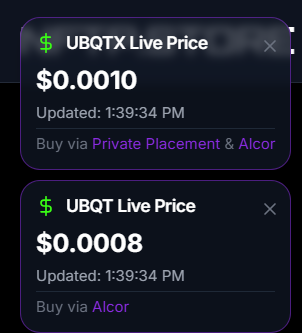 $ UBQTX Live Price
$0.0010
Updated: 1:39:34 PM
Buy via Private Placement & Alcor
$ UBQT Live Price
$0.0008
Updated: 1:39:34 PM
Buy via Alcor